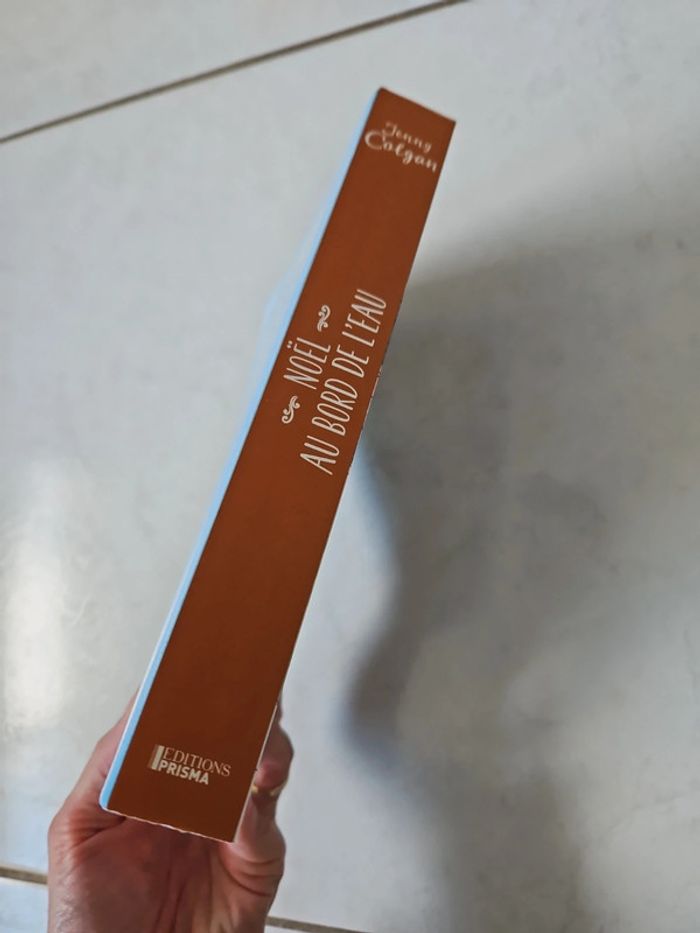 Jenny
Colgan
NOËL
AU BORD DE L'EAU
EDITIONS
PRISMA